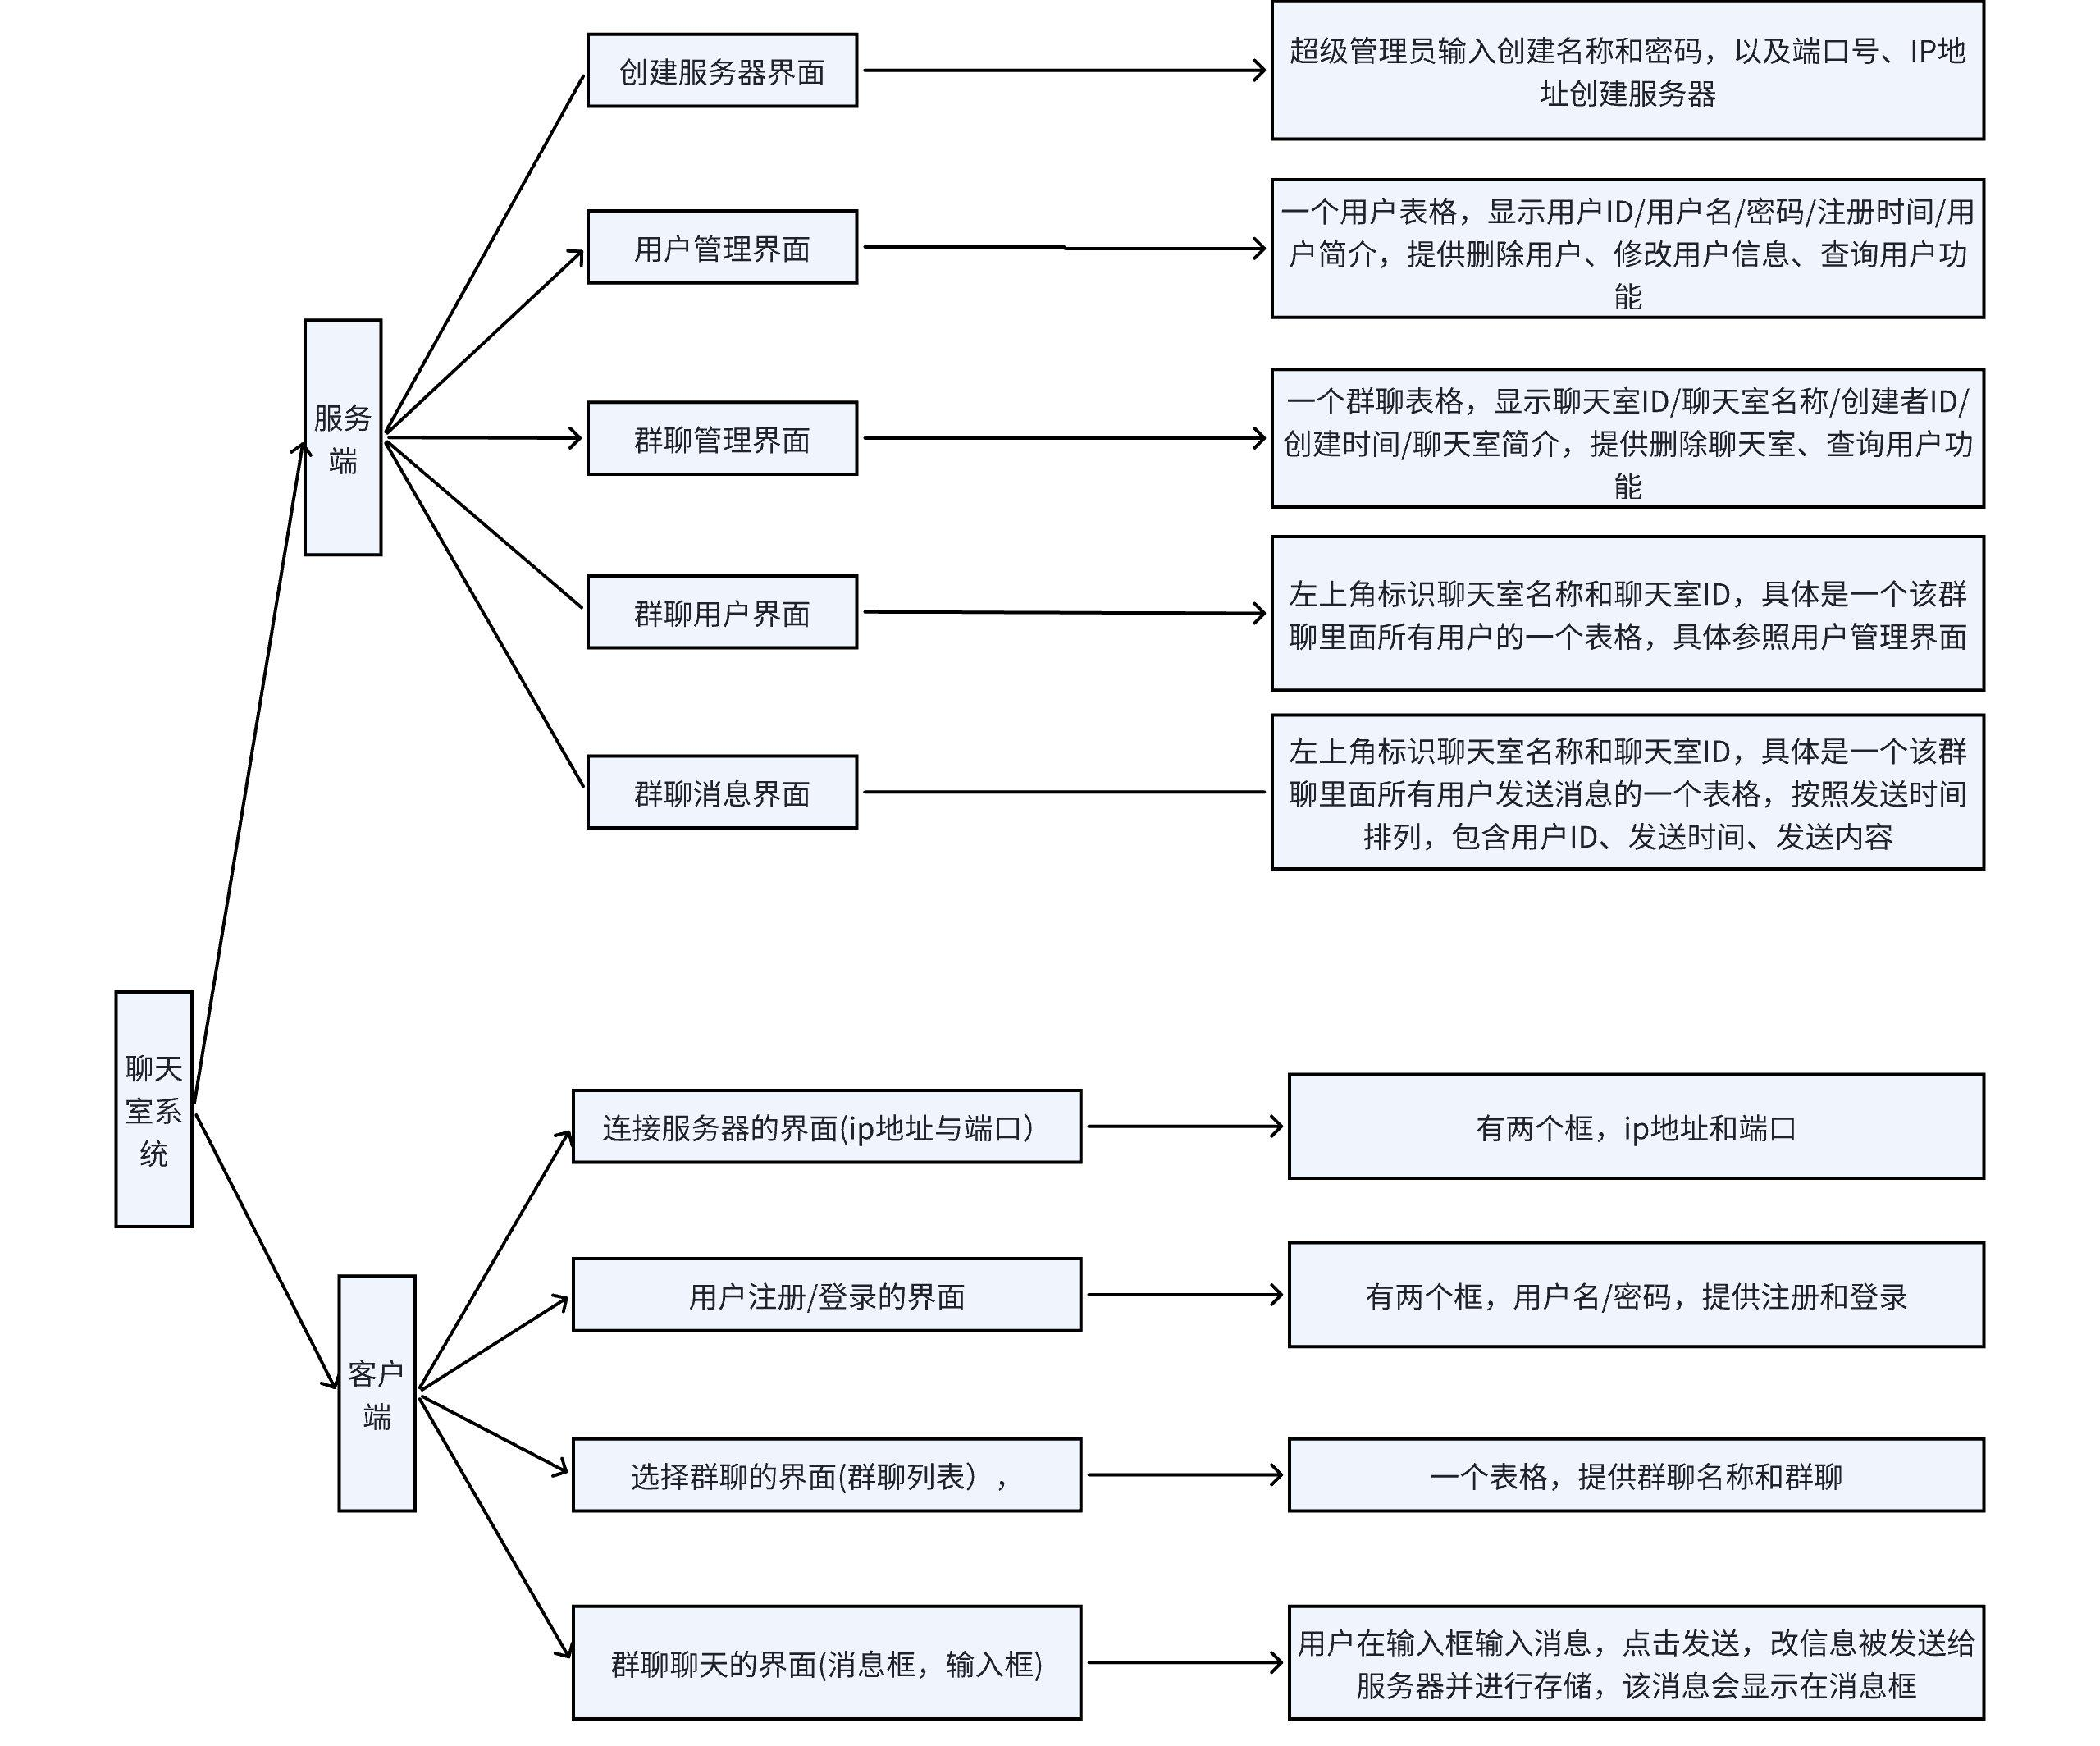 创建服务器界面
超级管理员输入创建名称和密码，以及端口号、IP地
址创建服务器
用户管理界面
一个用户表格，显示用户ID/用户名/密码/注册时间/用
户简介，提供删除用户、修改用户信息、查询用户功
能
服务
端
群聊管理界面
一个群聊表格，显示聊天室ID/聊天室名称/创建者ID/
创建时间/聊天室简介，提供删除聊天室、查询用户功
能
群聊用户界面
左上角标识聊天室名称和聊天室ID，具体是一个该群
聊里面所有用户的一个表格，具体参照用户管理界面
群聊消息界面
左上角标识聊天室名称和聊天室ID，具体是一个该群
聊里面所有用户发送消息的一个表格，按照发送时间
排列，包含用户ID、发送时间、发送内容
聊天
室系
统
连接服务器的界面(ip地址与端口）
有两个框，ip地址和端口
用户注册/登录的界面
有两个框，用户名/密码，提供注册和登录
客户
端
选择群聊的界面(群聊列表），
一个表格，提供群聊名称和群聊
群聊聊天的界面(消息框，输入框)
用户在输入框输入消息，点击发送，改信息被发送给
服务器并进行存储，该消息会显示在消息框